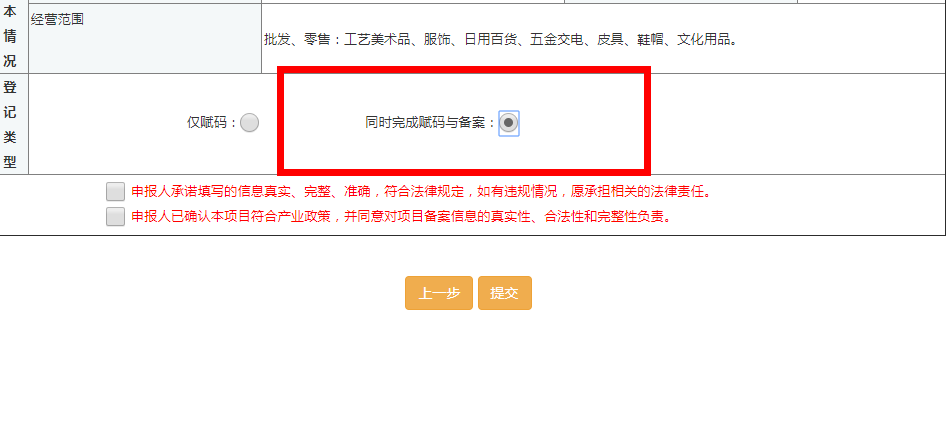 本
情
况
经营范围
批发、零售：工艺美术品、服饰、日用百货、五金交电、皮具、鞋帽、文化用品。
登
记
类
型
仅赋码：
同时完成赋码与备案：
申报人承诺填写的信息真实、完整、准确，符合法律规定，如有违规情况，愿承担相关的法律责任。
申报人已确认本项目符合产业政策，并同意对项目备案信息的真实性、合法性和完整性负责。
上一步
提交